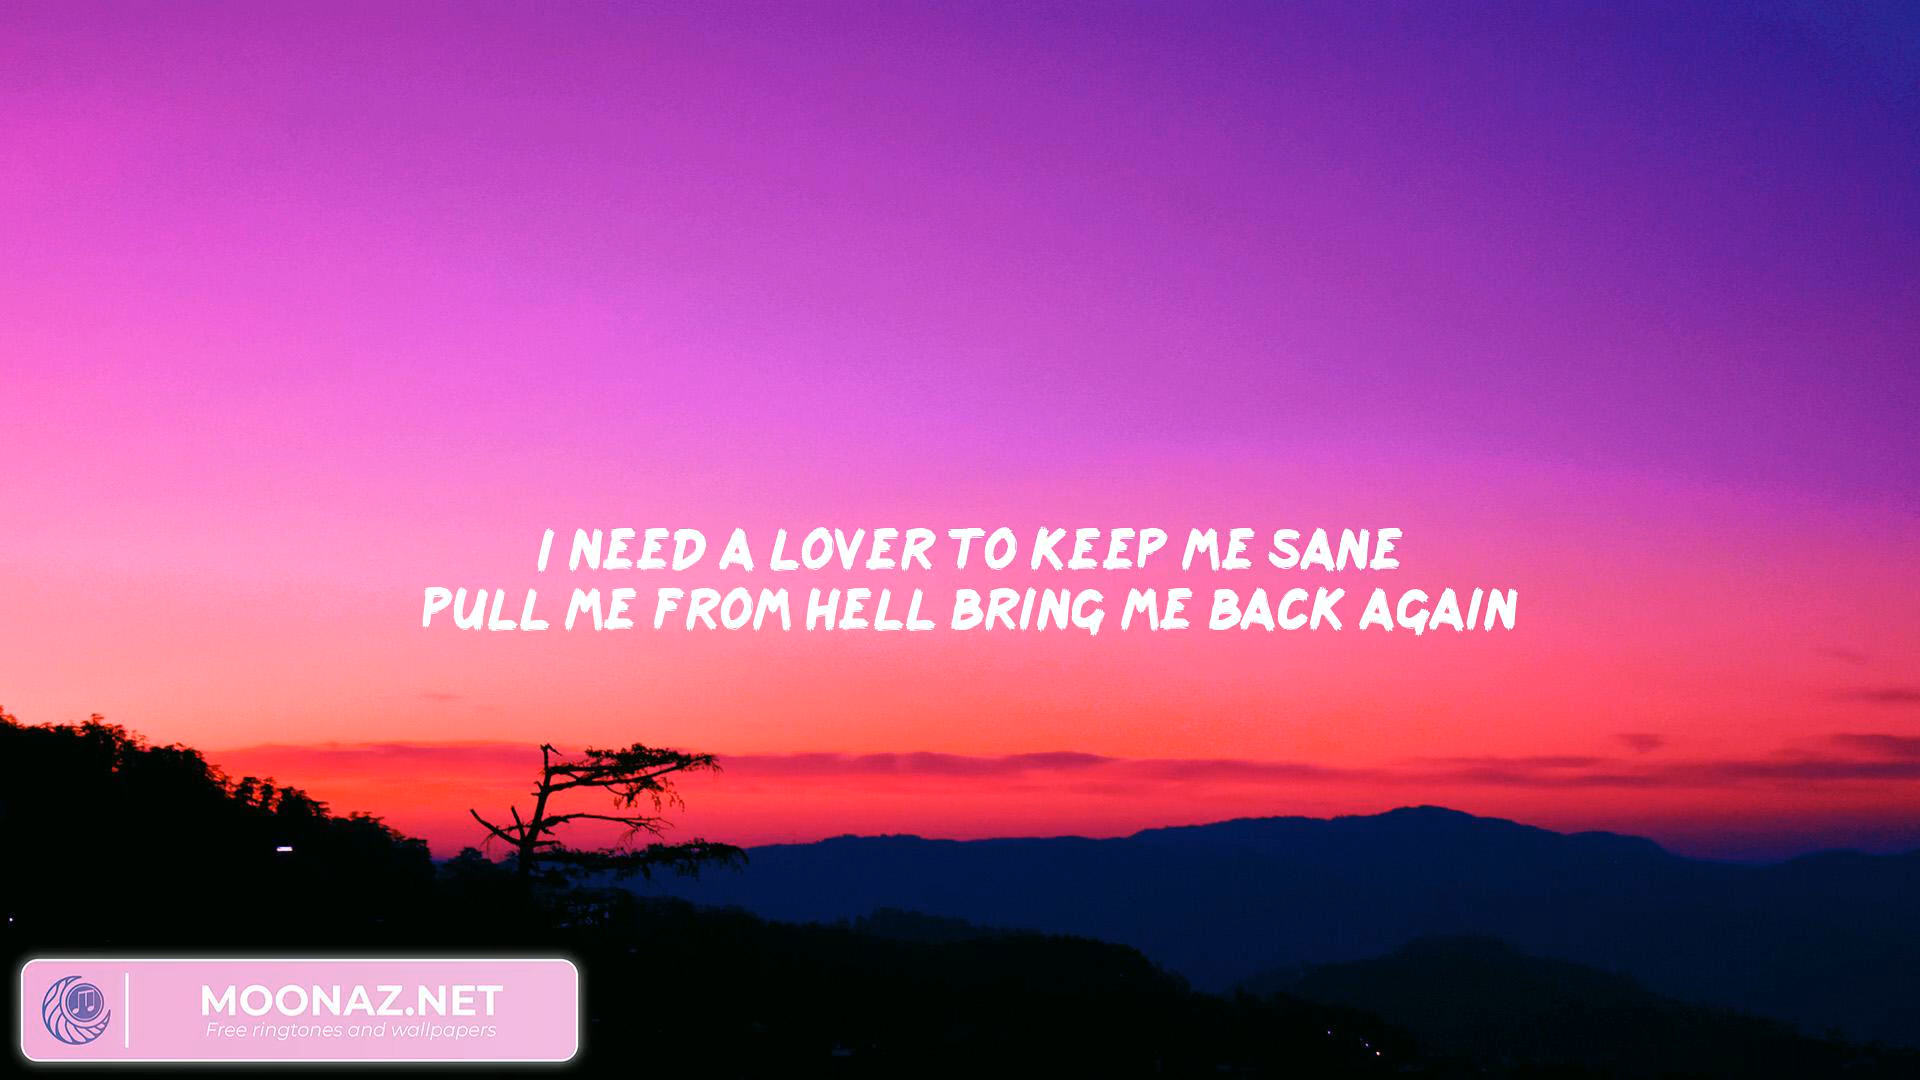 I NEED A LOVER TO KEEP ME SANE
PULL ME FROM HELL BRING ME BACK AGAIN
MOONAZ.NET
Free ringtones and wallpapers